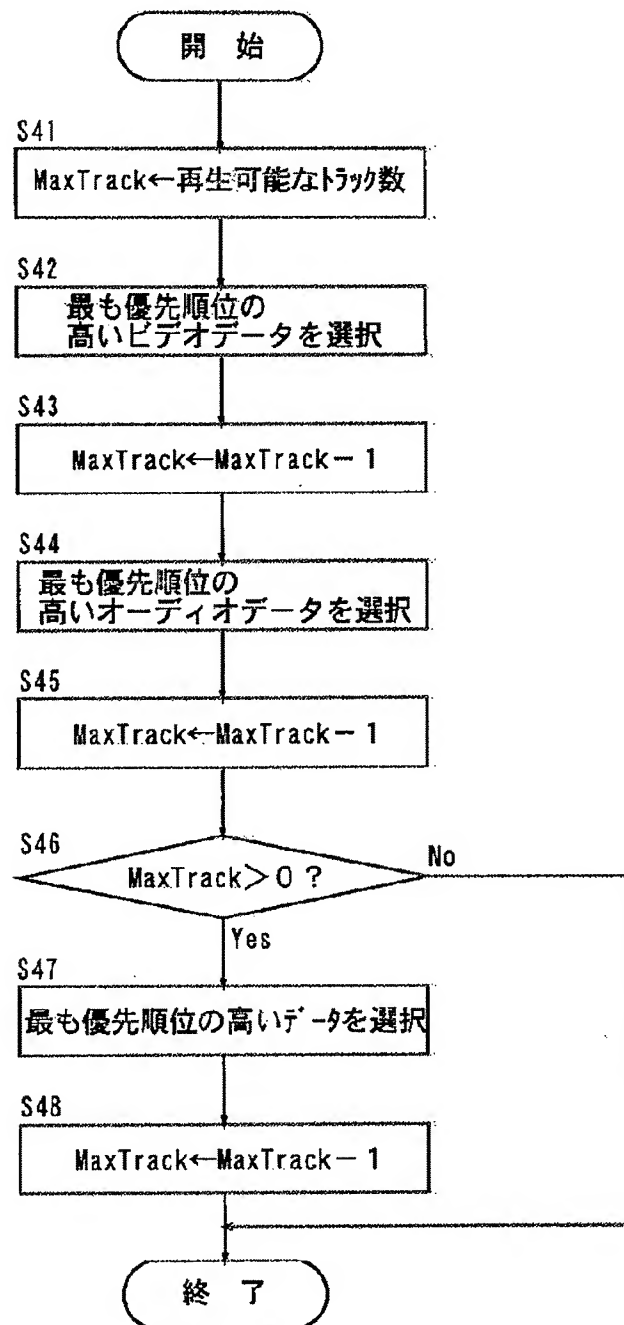 開 始
S41
MaxTrack←再生可能なトラック数
S42
最も優先順位の
高いビデオデータを選択
S43
MaxTrack←MaxTrack－1
S44
最も優先順位の
高いオーディオデータを選択
S45
MaxTrack←MaxTrack－1
S46
MaxTrack＞0？
No
Yes
S47
最も優先順位の高いデータを選択
S48
MaxTrack←MaxTrack－1
終 了